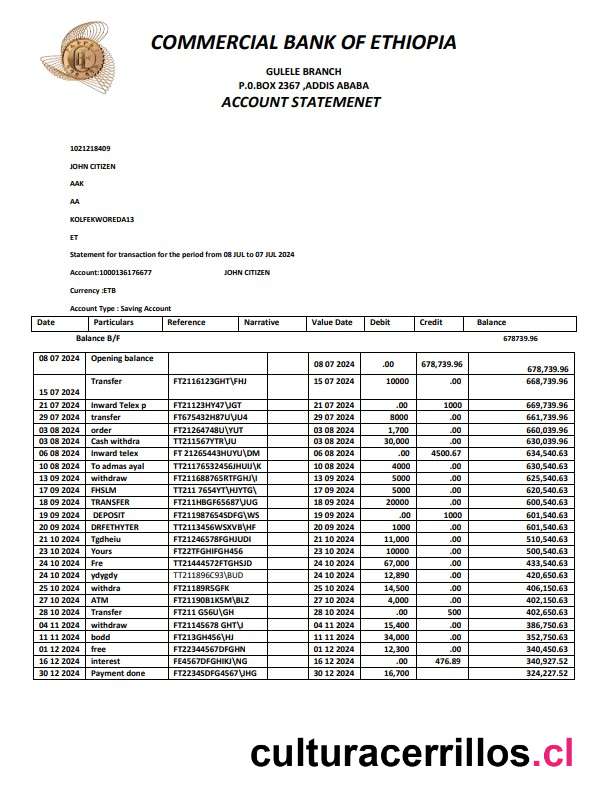 COMMERCIAL BANK OF ETHIOPIA
GULELE BRANCH
P.0.BOX 2367 ,ADDIS ABABA
ACCOUNT STATEMENET
1021218409
JOHN CITIZEN
AAK
AA
KOLFEKWOREDA13
ET
Statement for transaction for the period from 08 JUL to 07 JUL 2024
Account:1000136176677 JOHN CITIZEN
Currency :ETB
Account Type : Saving Account
Date Particulars Reference Narrative Value Date Debit Credit Balance
Balance B/F 678739.96
08 07 2024 Opening balance 08 07 2024 .00 678,739.96 678,739.96
15 07 2024 Transfer FT2116123GHT\FHJ 15 07 2024 10000 .00 668,739.96
21 07 2024 Inward Telex p FT21123HY47\JGT 21 07 2024 .00 1000 669,739.96
29 07 2024 transfer FT675432H87U\JU4 29 07 2024 8000 .00 661,739.96
03 08 2024 order FT21264748U\YUT 03 08 2024 1,700 .00 660,039.96
03 08 2024 Cash withdra TT211567YTR\JU 03 08 2024 30,000 .00 630,039.96
06 08 2024 Inward telex FT 21265443HUYU\DM 06 08 2024 .00 4500.67 634,540.63
10 08 2024 To admas ayal TT21176532456JHUIJ\K 10 08 2024 4000 .00 630,540.63
13 09 2024 withdraw FT211688765RTFGHJ\I 13 09 2024 5000 .00 625,540.63
17 09 2024 FHSLM TT211 7654YT\HJYTG\ 17 09 2024 5000 .00 620,540.63
18 09 2024 TRANSFER FT211HBGF65687\IUG 18 09 2024 20000 .00 600,540.63
19 09 2024 DEPOSIT FT211987654SDFG\WS 19 09 2024 .00 1000 601,540.63
20 09 2024 DRFETHYTER TT2113456WSXVB\HF 20 09 2024 1000 .00 601,540.63
21 10 2024 Tgdheiu FT21246578FGHJUDI 21 10 2024 11,000 .00 510,540.63
23 10 2024 Yours FT22TFGHIFGH456 23 10 2024 10000 .00 500,540.63
24 10 2024 Fre TT21444572FTGHSJD 24 10 2024 67,000 .00 433,540.63
24 10 2024 ydygdy TT211896C93\BUD 24 10 2024 12,890 .00 420,650.63
25 10 2024 withdra FT21189R5GFK 25 10 2024 14,500 .00 406,150.63
27 10 2024 ATM FT21190B1K5M\BLZ 27 10 2024 4,000 .00 402,150.63
28 10 2024 Transfer FT211 G56U\GH 28 10 2024 .00 500 402,650.63
04 11 2024 withdraw FT21145678 GHT\J 04 11 2024 15,400 .00 386,750.63
11 11 2024 bodd FT213GH456\HJ 11 11 2024 34,000 .00 352,750.63
01 12 2024 free FT22344567DFGHN 01 12 2024 12,300 .00 340,450.63
16 12 2024 interest FE4567DFGHIKJ\NG 16 12 2024 .00 476.89 340,927.52
30 12 2024 Payment done FT22345DFG4567\JHG 30 12 2024 16,700 324,227.52
culturacerrillos.cl